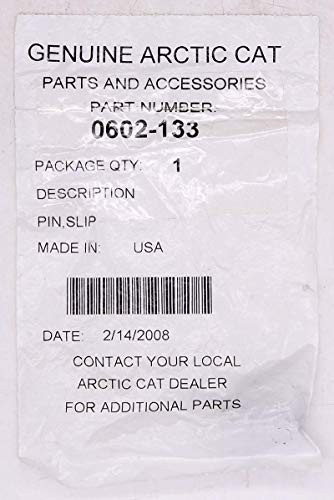 GENUINE ARCTIC CAT
PARTS AND ACCESSORIES
PART NUMBER:
0602-133
PACKAGE QTY: 1
DESCRIPTION
PIN,SLIP
MADE IN: USA
DATE: 2/14/2008
CONTACT YOUR LOCAL
ARCTIC CAT DEALER
FOR ADDITIONAL PARTS